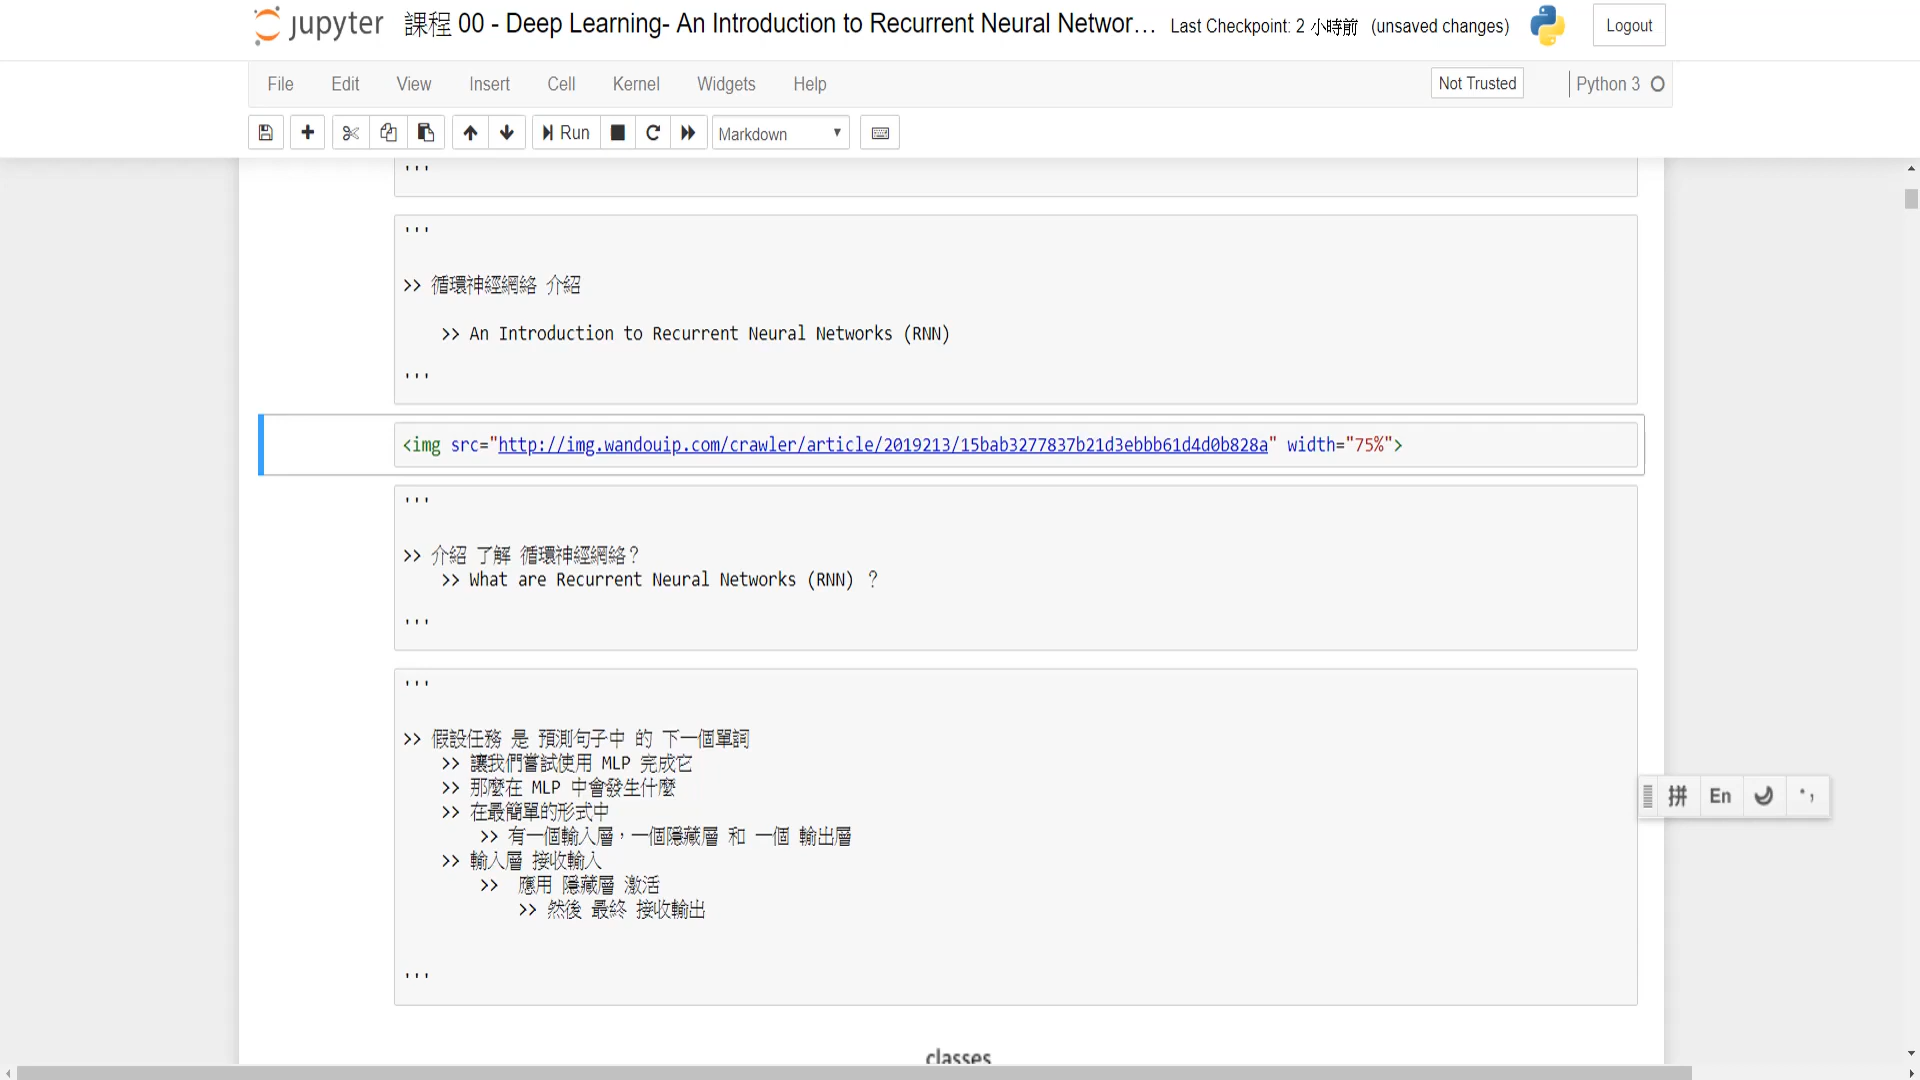 jupyter 課程 00 - Deep Learning- An Introduction to Recurrent Neural Networ… Last Checkpoint: 2 小時前 (unsaved changes) Logout
File Edit View Insert Cell Kernel Widgets Help Not Trusted Python 3
Run Markdown
'''
'''
>> 循環神經網絡 介紹
>> An Introduction to Recurrent Neural Networks (RNN)
'''
<img src="http://img.wandouip.com/crawler/article/2019213/15bab3277837b21d3ebbb61d4d0b828a" width="75%">
'''
>> 介紹 了解 循環神經網絡？
>> What are Recurrent Neural Networks (RNN) ？
'''
'''
>> 假設任務 是 預測句子中 的 下一個單詞
>> 讓我們嘗試使用 MLP 完成它
>> 那麼在 MLP 中會發生什麼
>> 在最簡單的形式中
>> 有一個輸入層，一個隱藏層 和 一個 輸出層
>> 輸入層 接收輸入
>> 應用 隱藏層 激活
>> 然後 最終 接收輸出
'''
拼 En
classes